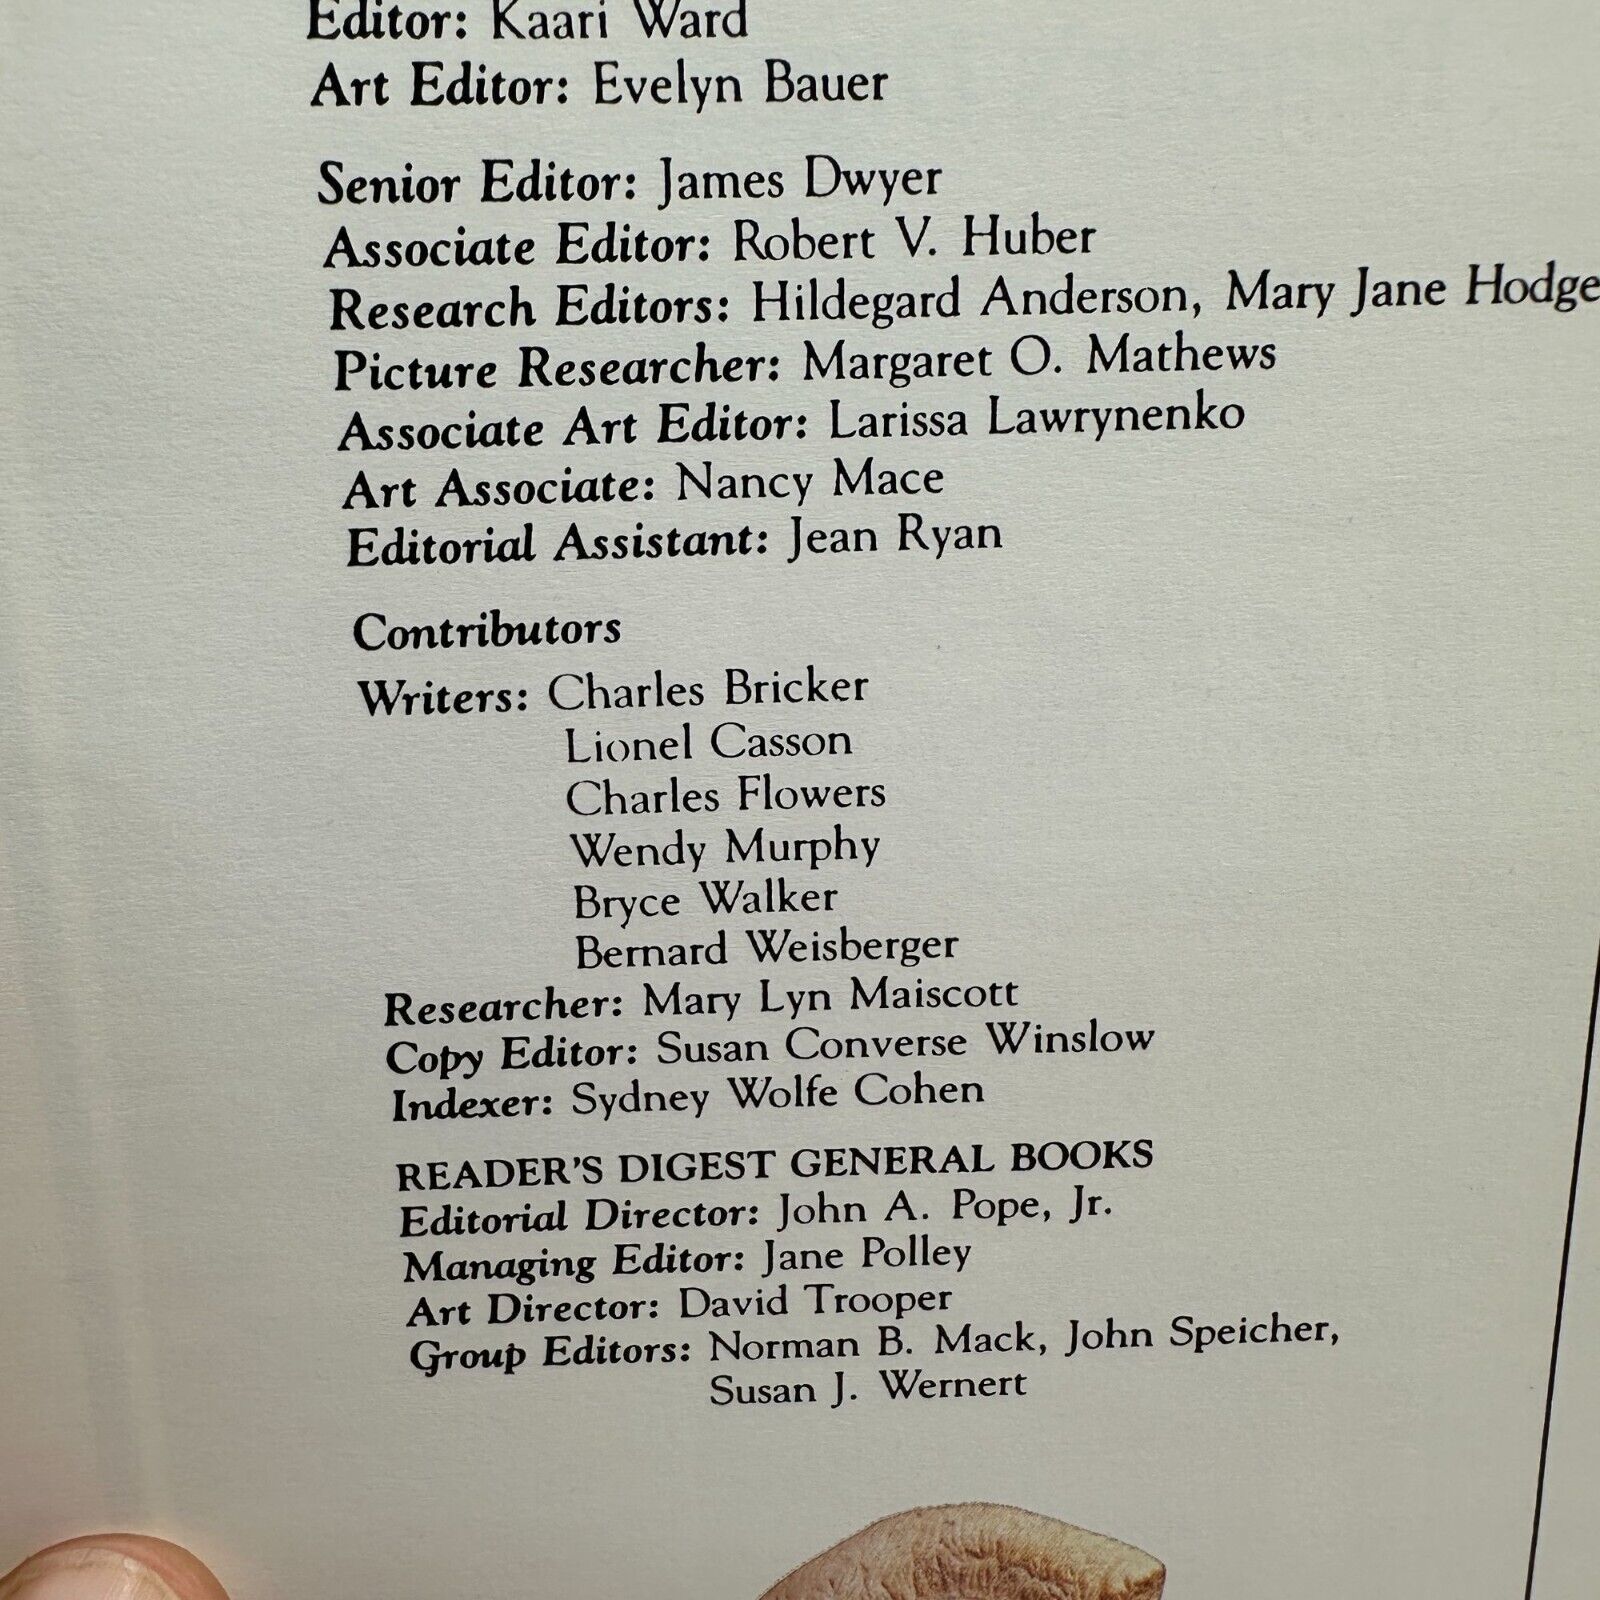 Editor: Kaari Ward
Art Editor: Evelyn Bauer
Senior Editor: James Dwyer
Associate Editor: Robert V. Huber
Research Editors: Hildegard Anderson, Mary Jane Hodge
Picture Researcher: Margaret O. Mathews
Associate Art Editor: Larissa Lawrynenko
Art Associate: Nancy Mace
Editorial Assistant: Jean Ryan
Contributors
Writers: Charles Bricker
Lionel Casson
Charles Flowers
Wendy Murphy
Bryce Walker
Bernard Weisberger
Researcher: Mary Lyn Maiscott
Copy Editor: Susan Converse Winslow
Indexer: Sydney Wolfe Cohen
READER'S DIGEST GENERAL BOOKS
Editorial Director: John A. Pope, Jr.
Managing Editor: Jane Polley
Art Director: David Trooper
Group Editors: Norman B. Mack, John Speicher,
Susan J. Wernert